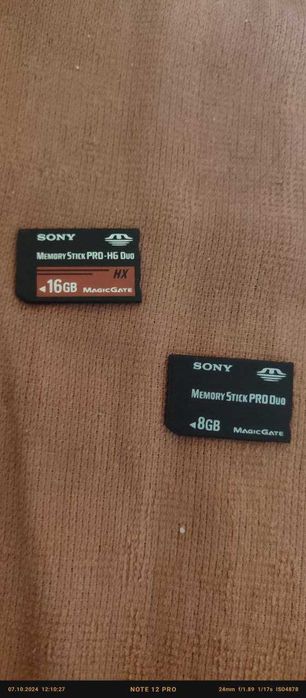 SONY
MEMORY STICK PRO-HG DUO
HX
◄16GB MAGICGATE
SONY
MEMORY STICK PRO DUO
◄8GB MAGICGATE
07.10.2024 12:10:27 NOTE 12 PRO 24mm f/1.89 1/17s ISO4078